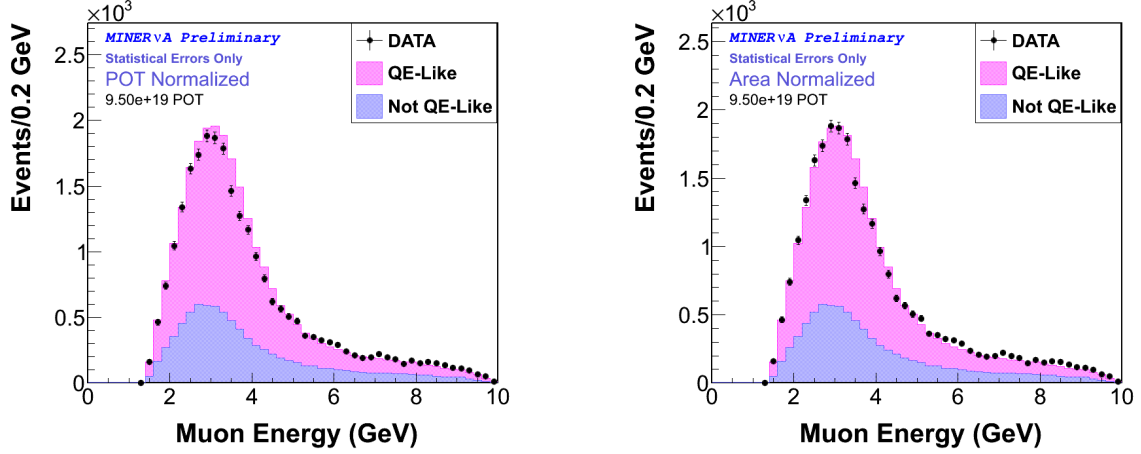 ×10³
Events/0.2 GeV
MINERνA Preliminary
Statistical Errors Only
POT Normalized
9.50e+19 POT
DATA
QE-Like
Not QE-Like
2.5
2
1.5
1
0.5
0
0 2 4 6 8 10
Muon Energy (GeV)
×10³
Events/0.2 GeV
MINERνA Preliminary
Statistical Errors Only
Area Normalized
9.50e+19 POT
DATA
QE-Like
Not QE-Like
2.5
2
1.5
1
0.5
0
0 2 4 6 8 10
Muon Energy (GeV)